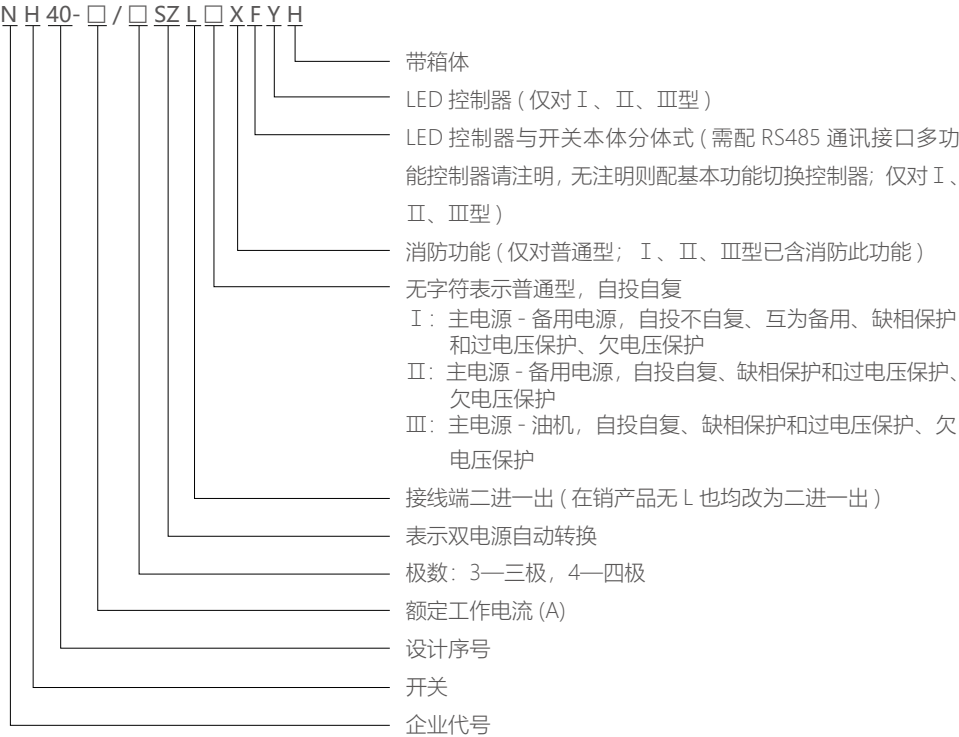 N H 40- □ / □ SZ L □ X F Y H
带箱体
LED 控制器 ( 仅对Ⅰ、Ⅱ、Ⅲ型 )
LED 控制器与开关本体分体式 ( 需配 RS485 通讯接口多功
能控制器请注明, 无注明则配基本功能切换控制器; 仅对Ⅰ、
Ⅱ、Ⅲ型 )
消防功能 ( 仅对普通型; Ⅰ、Ⅱ、Ⅲ型已含消防此功能 )
无字符表示普通型，自投自复
Ⅰ: 主电源 - 备用电源，自投不自复、互为备用、缺相保护
和过电压保护、欠电压保护
Ⅱ: 主电源 - 备用电源，自投自复、缺相保护和过电压保护、
欠电压保护
Ⅲ: 主电源 - 油机，自投自复、缺相保护和过电压保护、欠
电压保护
接线端二进一出 ( 在销产品无 L 也均改为二进一出 )
表示双电源自动转换
极数: 3—三极，4—四极
额定工作电流 (A)
设计序号
开关
企业代号